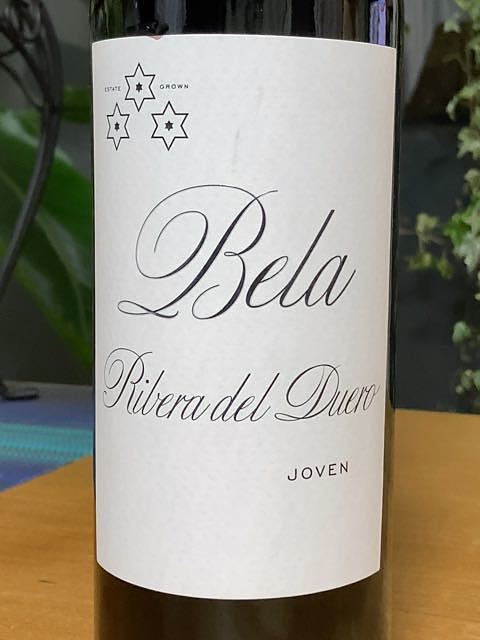 ESTATE GROWN
Bela
Ribera del Duero
JOVEN